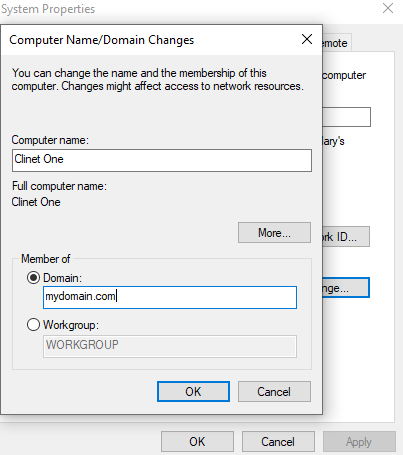 System Properties
Computer Name/Domain Changes
emote
You can change the name and the membership of this
computer. Changes might affect access to network resources.
computer
Computer name:
Clinet One
ary's
Full computer name:
Clinet One
More...
ork ID...
Member of
Domain:
mydomain.com
nge...
Workgroup:
WORKGROUP
OK
Cancel
OK
Cancel
Apply